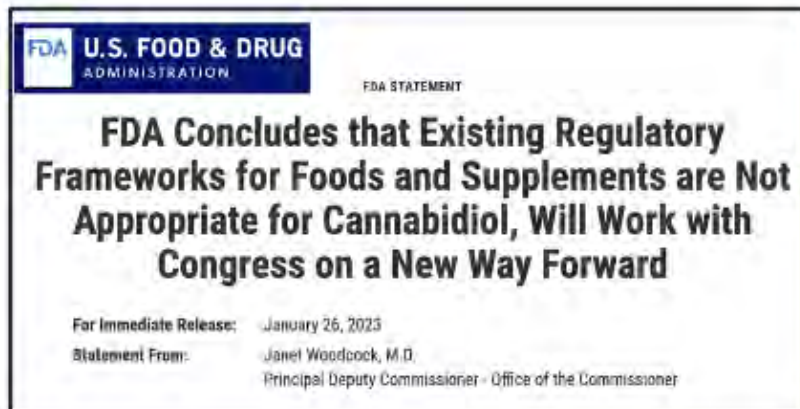 FDA U.S. FOOD & DRUG
ADMINISTRATION
FDA STATEMENT
FDA Concludes that Existing Regulatory
Frameworks for Foods and Supplements are Not
Appropriate for Cannabidiol, Will Work with
Congress on a New Way Forward
For Immediate Release: January 26, 2023
Statement From: Janet Woodcock, M.D.
Principal Deputy Commissioner - Office of the Commissioner